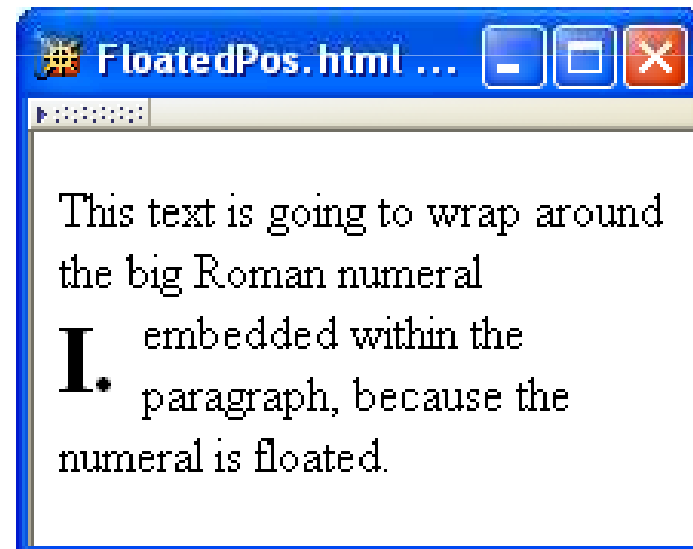 FloatedPos.html ...
This text is going to wrap around
the big Roman numeral
I. embedded within the
paragraph, because the
numeral is floated.